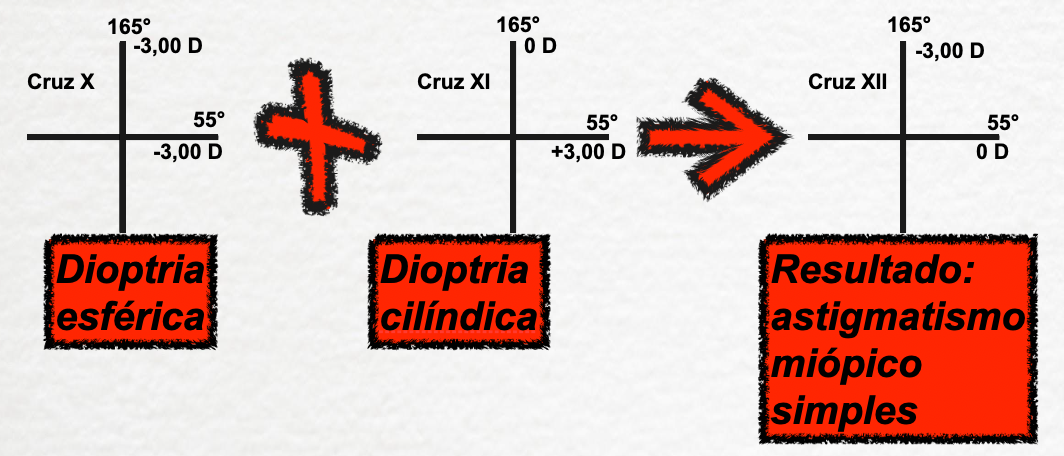 165°
-3,00 D
Cruz X
55°
-3,00 D
Dioptria
esférica
165°
0 D
Cruz XI
55°
+3,00 D
Dioptria
cilíndica
165°
-3,00 D
Cruz XII
55°
0 D
Resultado:
astigmatismo
miópico
simples